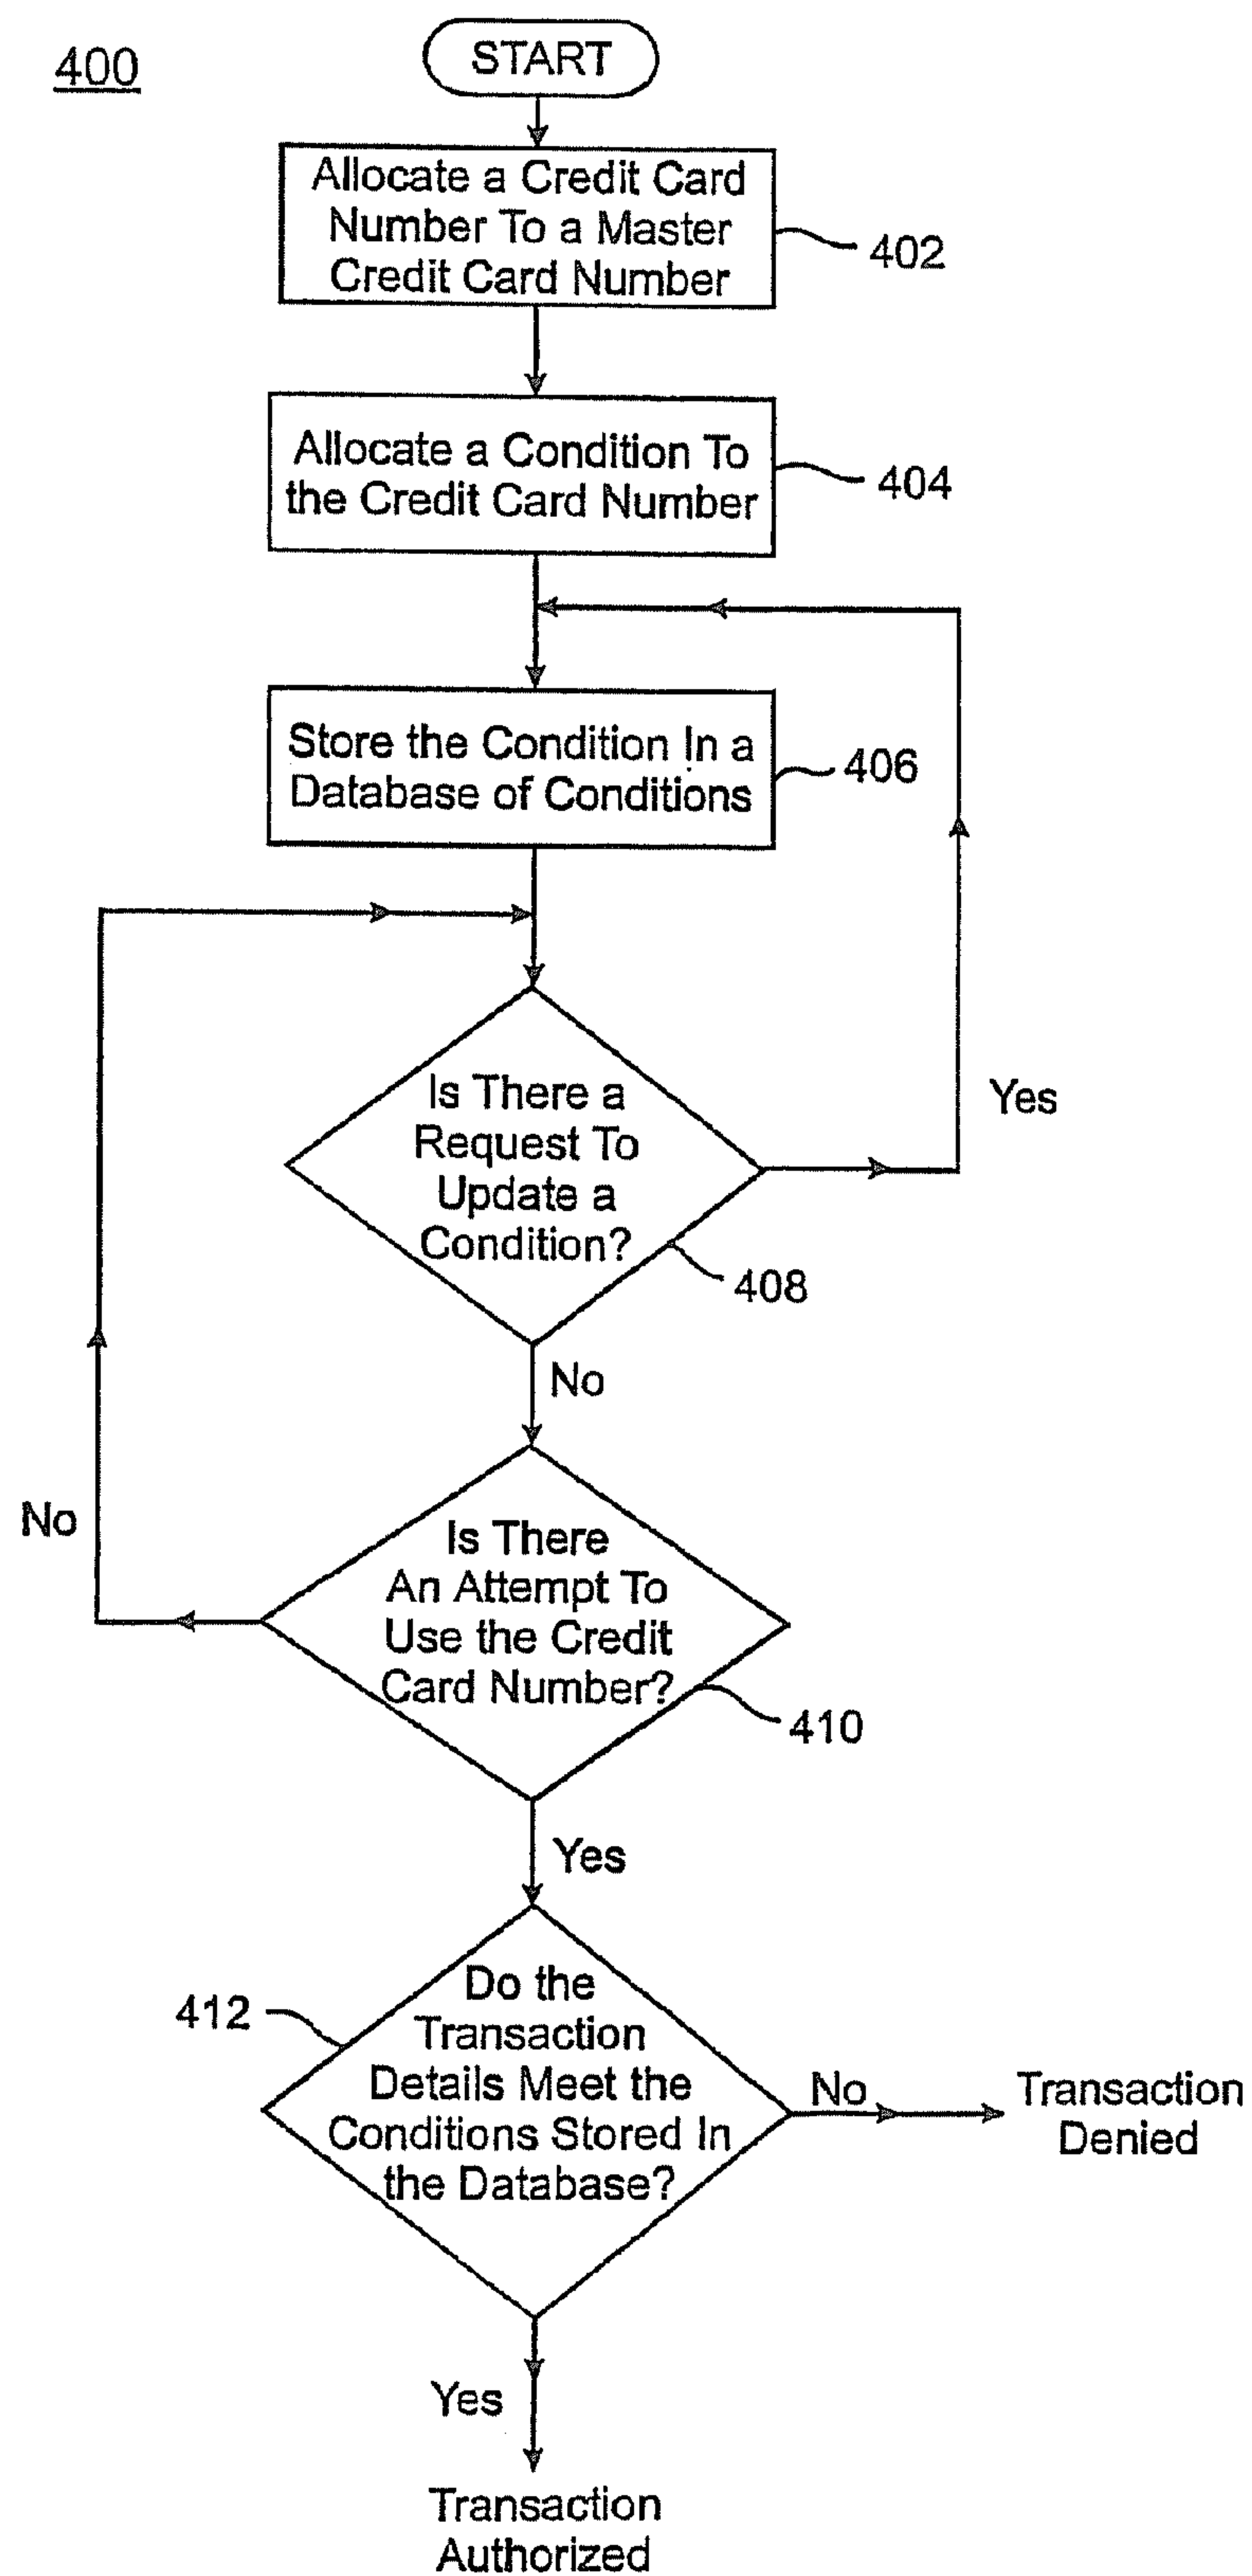 400
START
Allocate a Credit Card
Number To a Master
Credit Card Number
402
Allocate a Condition To
the Credit Card Number
404
Store the Condition In a
Database of Conditions
406
Is There a
Request To
Update a
Condition?
408
Yes
No
Is There
An Attempt To
Use the Credit
Card Number?
410
No
Yes
412
Do the
Transaction
Details Meet the
Conditions Stored In
the Database?
No
Transaction
Denied
Yes
Transaction
Authorized